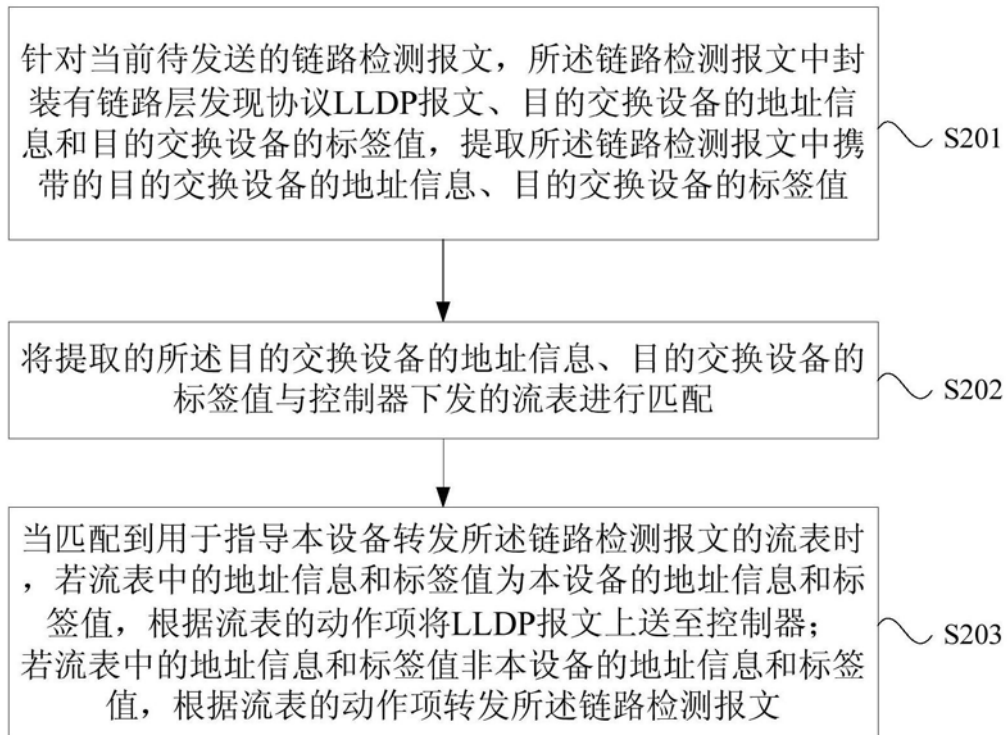 针对当前待发送的链路检测报文，所述链路检测报文中封
装有链路层发现协议LLDP报文、目的交换设备的地址信
息和目的交换设备的标签值，提取所述链路检测报文中携
带的目的交换设备的地址信息、目的交换设备的标签值
S201
将提取的所述目的交换设备的地址信息、目的交换设备的
标签值与控制器下发的流表进行匹配
S202
当匹配到用于指导本设备转发所述链路检测报文的流表时
，若流表中的地址信息和标签值为本设备的地址信息和标
签值，根据流表的动作项将LLDP报文上送至控制器；
若流表中的地址信息和标签值非本设备的地址信息和标签
值，根据流表的动作项转发所述链路检测报文
S203